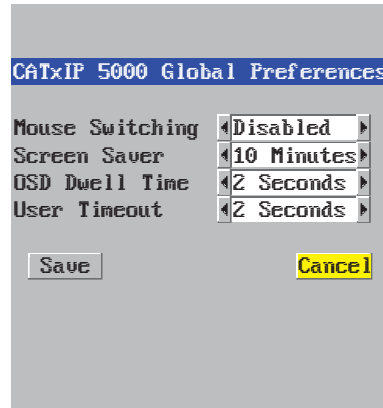 CATxIP 5000 Global Preferences
Mouse Switching Disabled
Screen Saver 10 Minutes
OSD Dwell Time 2 Seconds
User Timeout 2 Seconds
Save Cancel